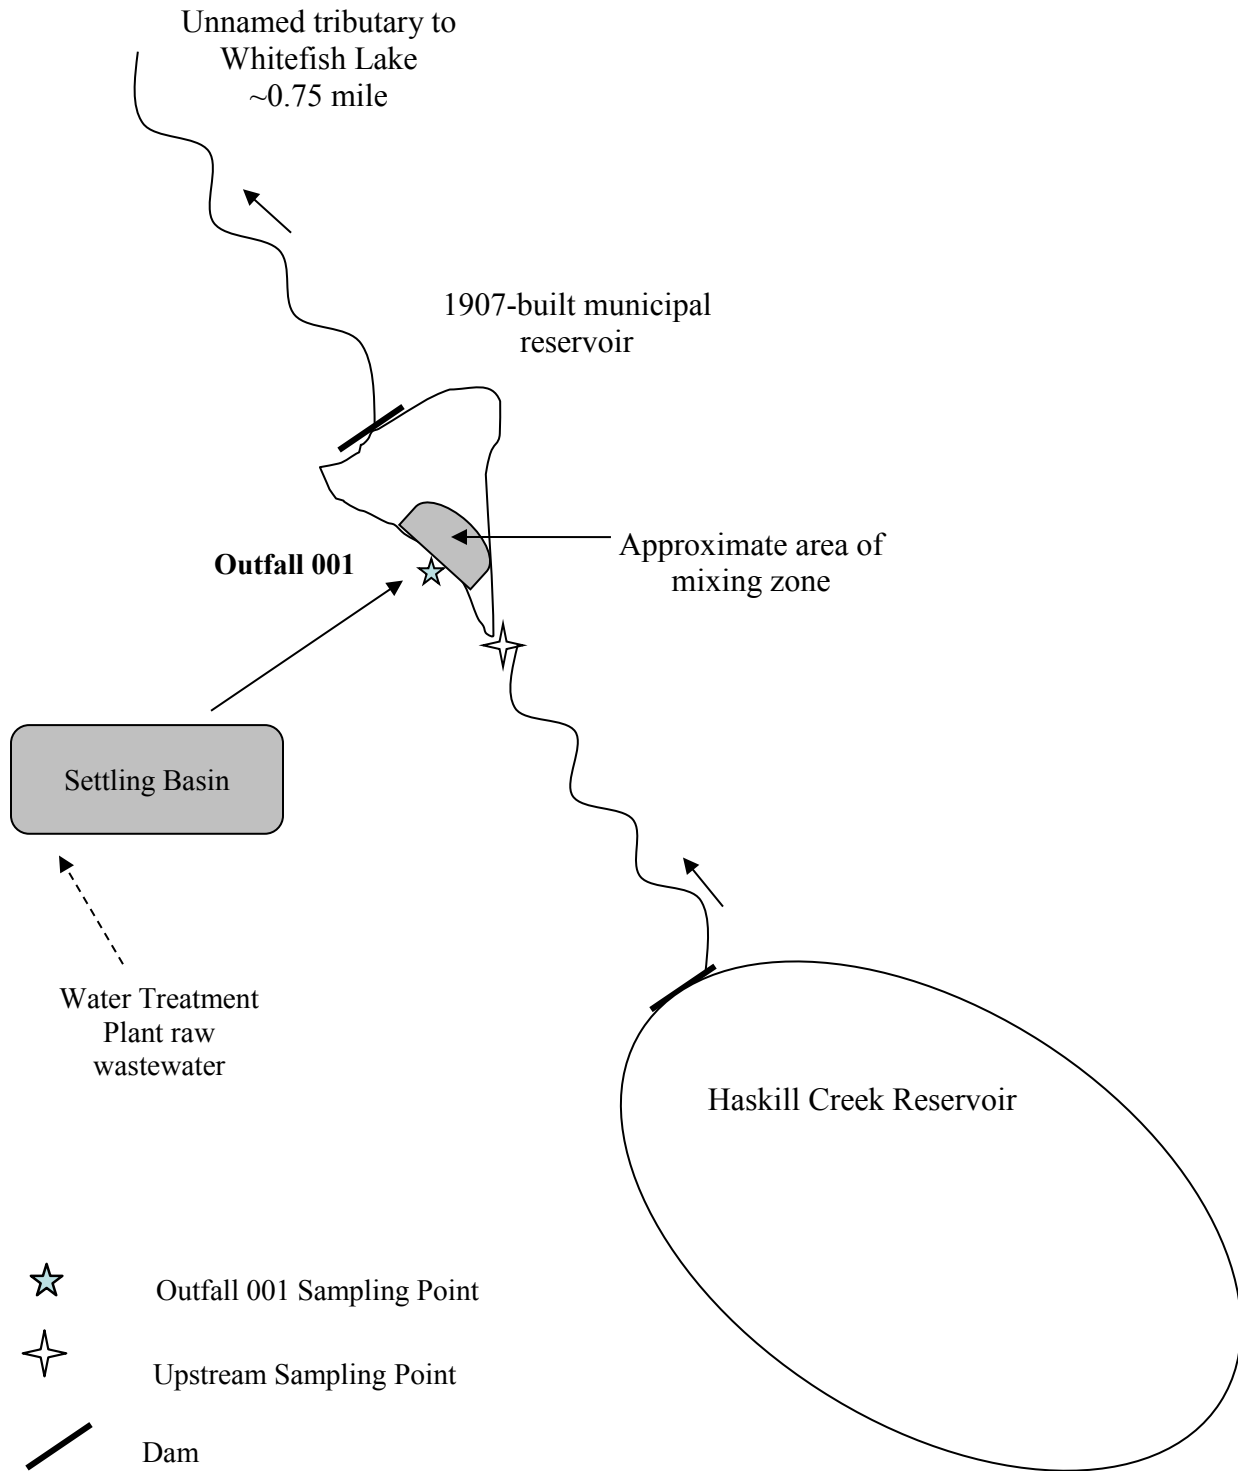 Unnamed tributary to
Whitefish Lake
~0.75 mile
1907-built municipal
reservoir
Outfall 001
Approximate area of
mixing zone
Settling Basin
Water Treatment
Plant raw
wastewater
Haskill Creek Reservoir
Outfall 001 Sampling Point
Upstream Sampling Point
Dam